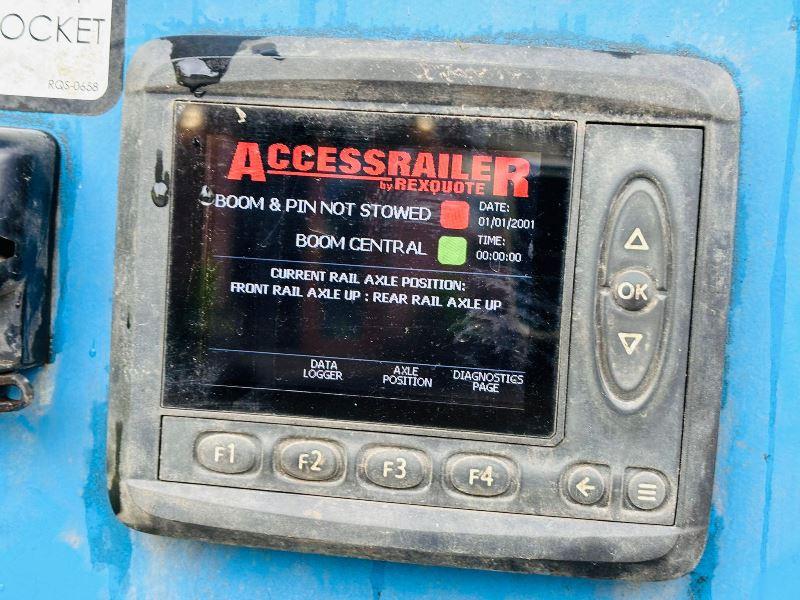 OCKET
RQS-0658
ACCESSRAILER
by REXQUOTE
BOOM & PIN NOT STOWED
DATE:
01/01/2001
BOOM CENTRAL
TIME:
00:00:00
CURRENT RAIL AXLE POSITION:
FRONT RAIL AXLE UP : REAR RAIL AXLE UP
DATA
LOGGER
AXLE
POSITION
DIAGNOSTICS
PAGE
OK
F1
F2
F3
F4